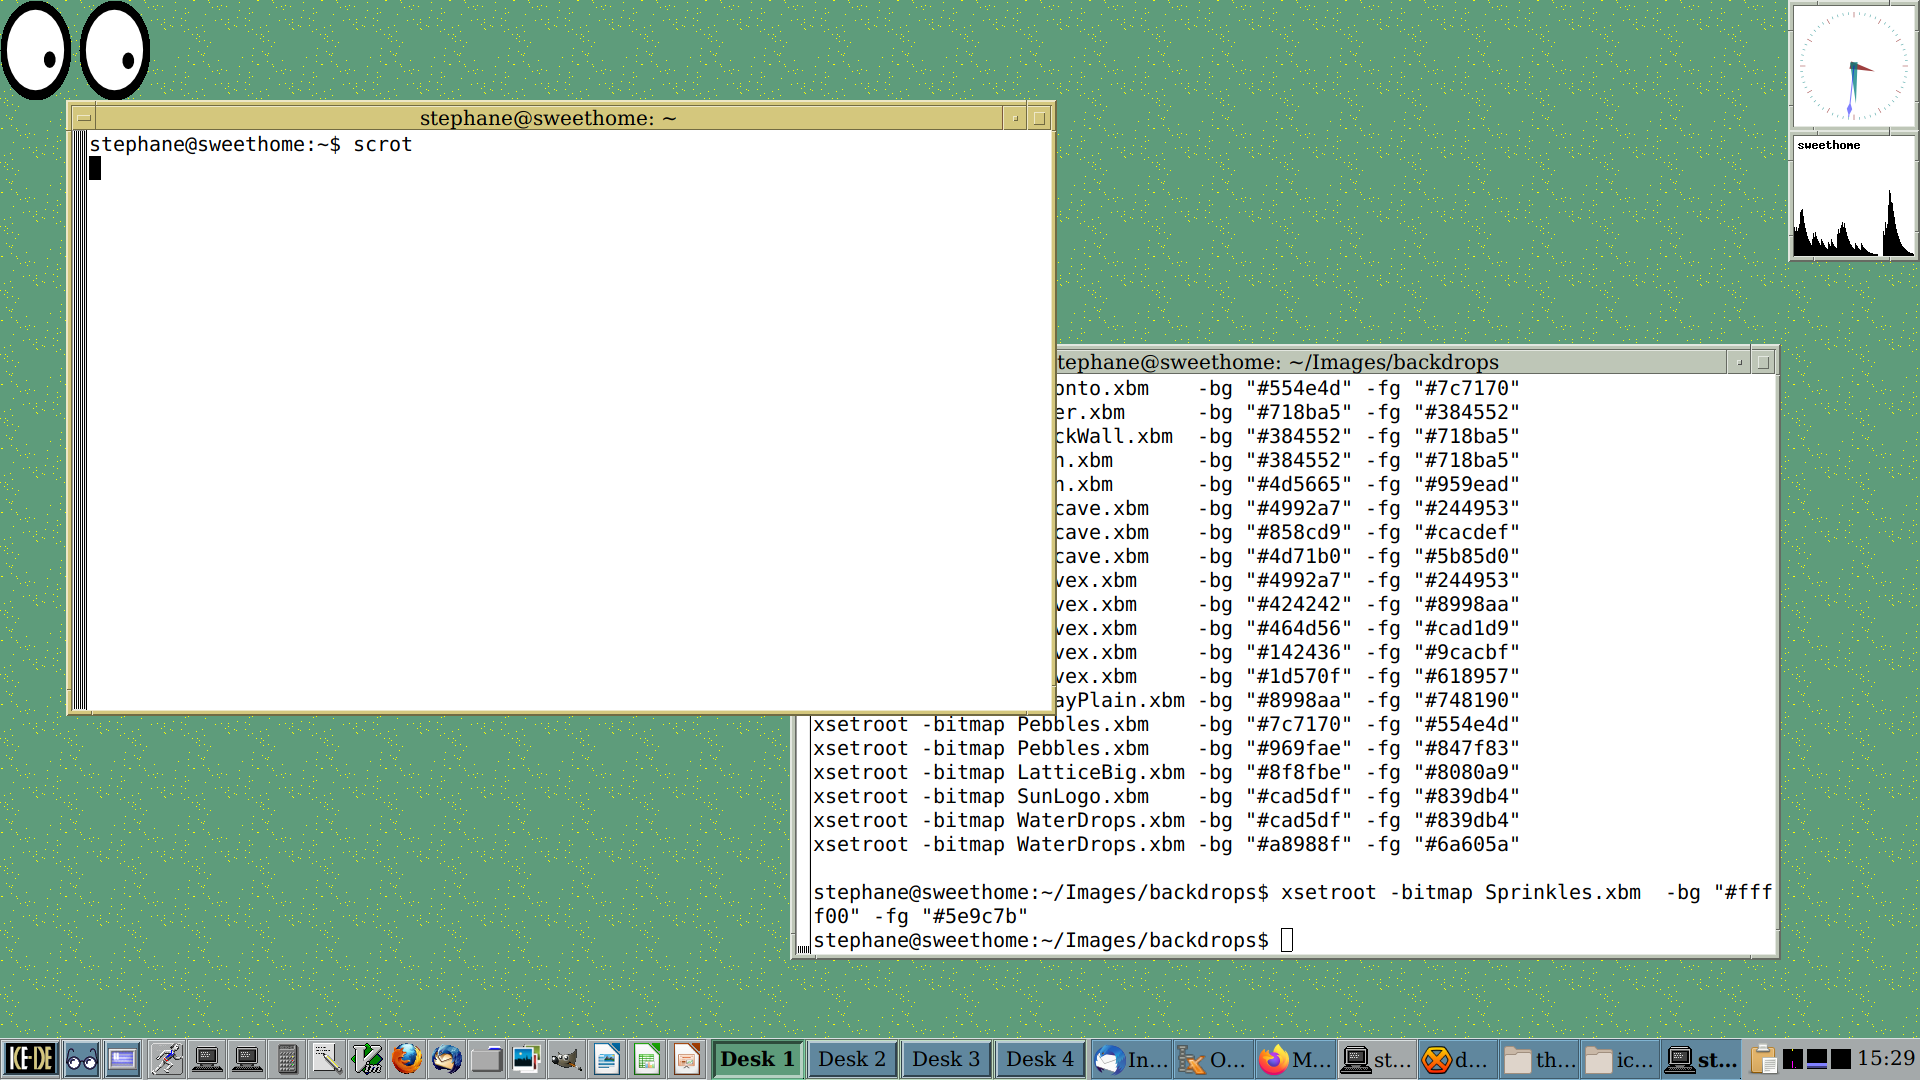 stephane@sweethome: ~
stephane@sweethome:~$ scrot
sweethome
tephane@sweethome: ~/Images/backdrops
onto.xbm    -bg "#554e4d" -fg "#7c7170"
er.xbm      -bg "#718ba5" -fg "#384552"
ckWall.xbm  -bg "#384552" -fg "#718ba5"
n.xbm       -bg "#384552" -fg "#718ba5"
n.xbm       -bg "#4d5665" -fg "#959ead"
cave.xbm    -bg "#4992a7" -fg "#244953"
cave.xbm    -bg "#858cd9" -fg "#cacdef"
cave.xbm    -bg "#4d71b0" -fg "#5b85d0"
vex.xbm     -bg "#4992a7" -fg "#244953"
vex.xbm     -bg "#424242" -fg "#8998aa"
vex.xbm     -bg "#464d56" -fg "#cad1d9"
vex.xbm     -bg "#142436" -fg "#9cacbf"
vex.xbm     -bg "#1d570f" -fg "#618957"
ayPlain.xbm -bg "#8998aa" -fg "#748190"
xsetroot -bitmap Pebbles.xbm    -bg "#7c7170" -fg "#554e4d"
xsetroot -bitmap Pebbles.xbm    -bg "#969fae" -fg "#847f83"
xsetroot -bitmap LatticeBig.xbm -bg "#8f8fbe" -fg "#8080a9"
xsetroot -bitmap SunLogo.xbm    -bg "#cad5df" -fg "#839db4"
xsetroot -bitmap WaterDrops.xbm -bg "#cad5df" -fg "#839db4"
xsetroot -bitmap WaterDrops.xbm -bg "#a8988f" -fg "#6a605a"
stephane@sweethome:~/Images/backdrops$ xsetroot -bitmap Sprinkles.xbm  -bg "#fff
f00" -fg "#5e9c7b"
stephane@sweethome:~/Images/backdrops$
Desk 1 Desk 2 Desk 3 Desk 4 In... O... M... st... d... th... ic... st... 15:29